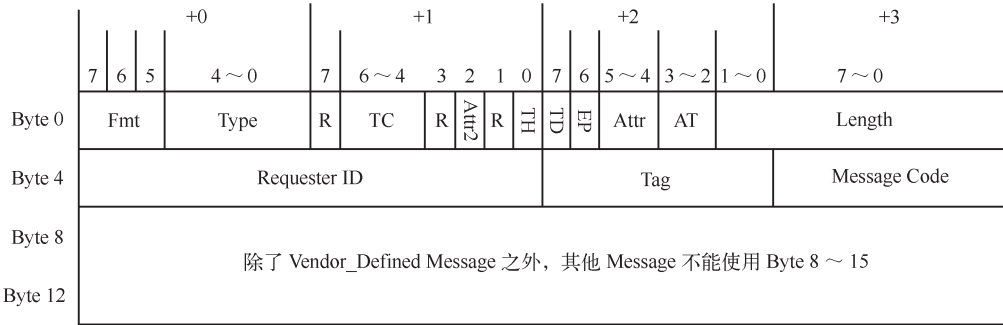 +0 +1 +2 +3
7 6 5 4～0 7 6～4 3 2 1 0 7 6 5～4 3～2 1～0 7～0
Byte 0 Fmt Type R TC R Attr2 R TH TD EP Attr AT Length
Byte 4 Requester ID Tag Message Code
Byte 8
除了 Vendor_Defined Message 之外，其他 Message 不能使用 Byte 8～15
Byte 12